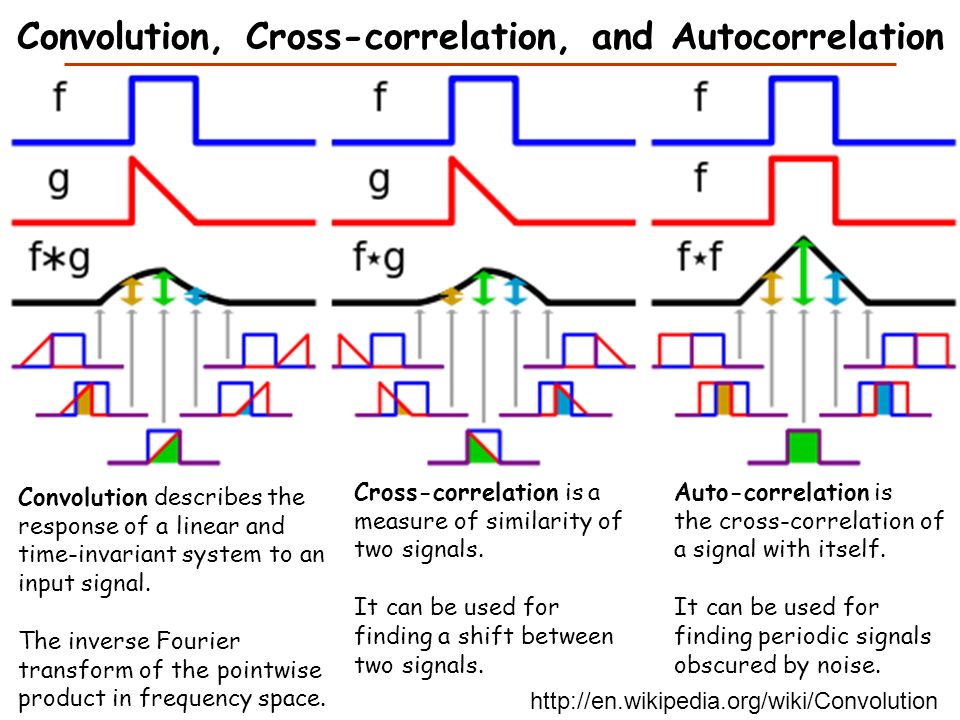 Convolution, Cross-correlation, and Autocorrelation
f
g
f∗g
f
g
f⋆g
f
f
f⋆f
Convolution describes the
response of a linear and
time-invariant system to an
input signal.
The inverse Fourier
transform of the pointwise
product in frequency space.
Cross-correlation is a
measure of similarity of
two signals.
It can be used for
finding a shift between
two signals.
Auto-correlation is
the cross-correlation of
a signal with itself.
It can be used for
finding periodic signals
obscured by noise.
http://en.wikipedia.org/wiki/Convolution